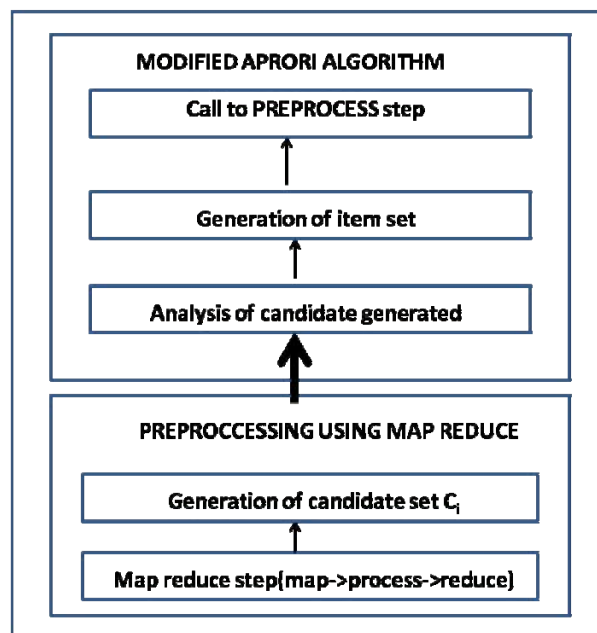 MODIFIED APRORI ALGORITHM
Call to PREPROCESS step
Generation of item set
Analysis of candidate generated
PREPROCCESSING USING MAP REDUCE
Generation of candidate set Ci
Map reduce step(map->process->reduce)